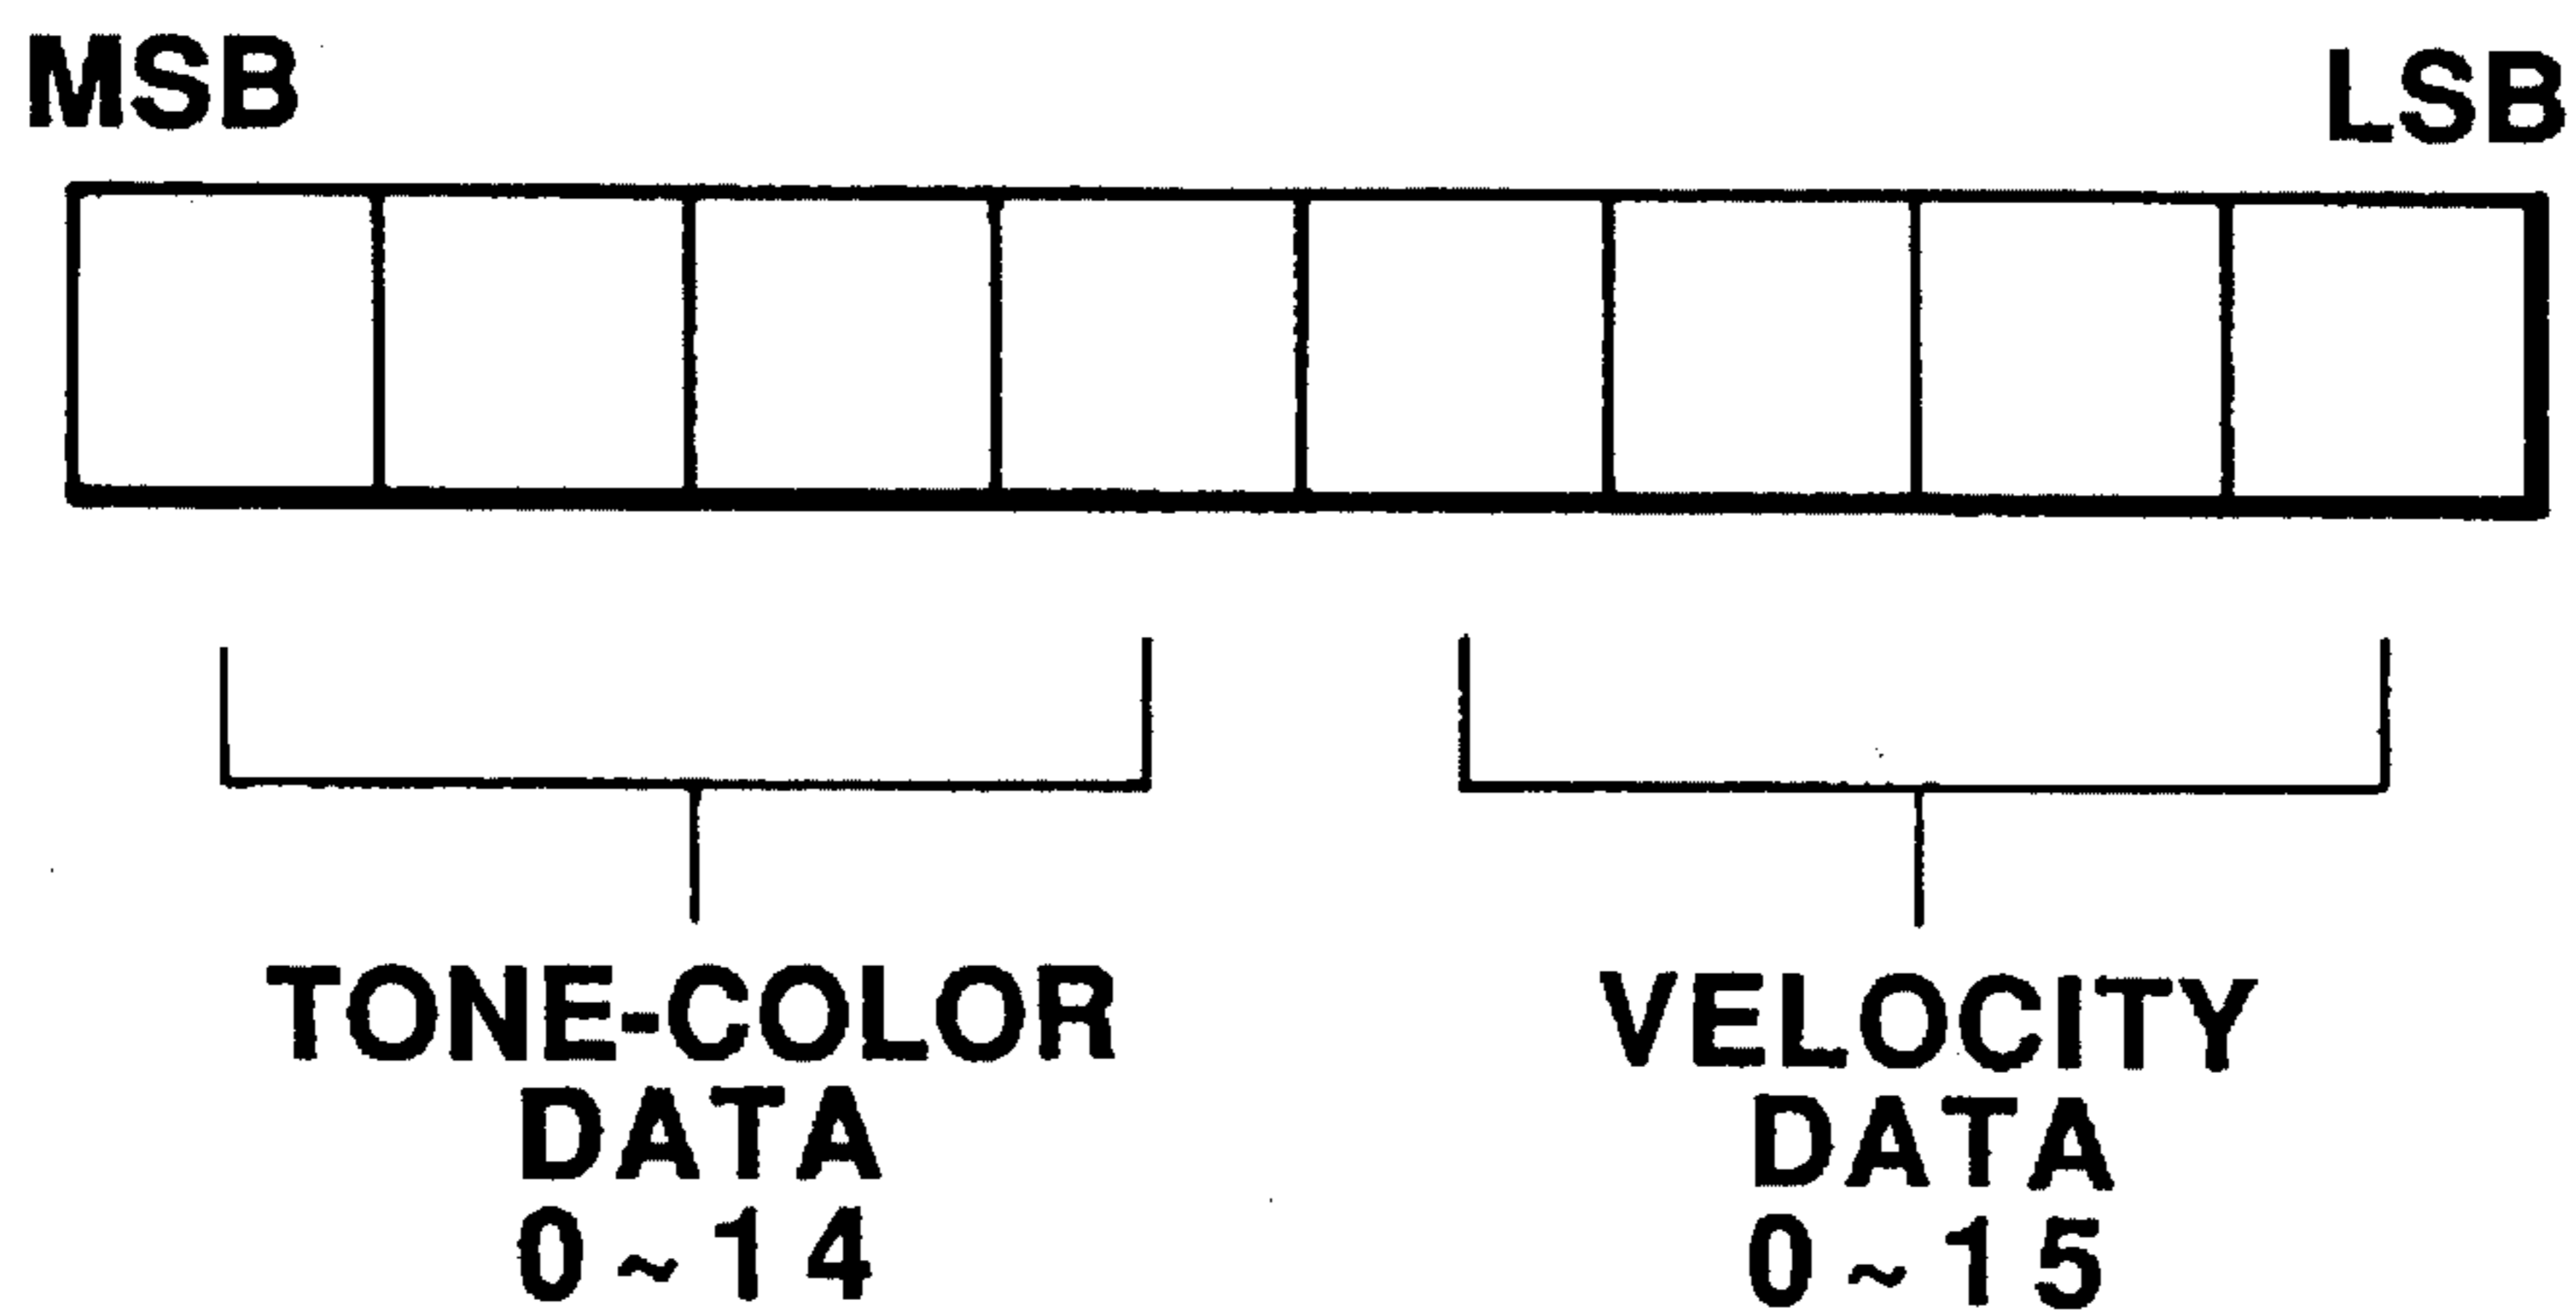 MSB
LSB
TONE-COLOR
DATA
0~14
VELOCITY
DATA
0~15